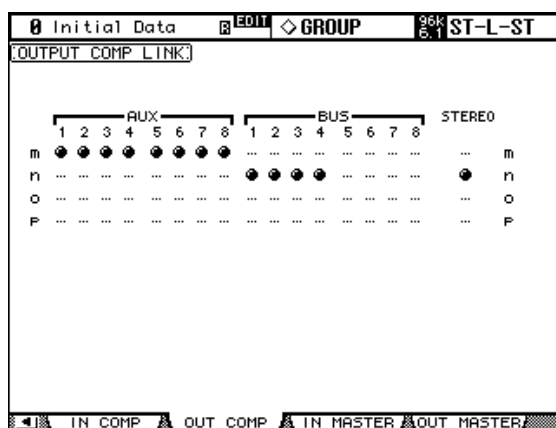 0 Initial Data R EDIT ◇ GROUP 96k 6.1 ST-L-ST
OUTPUT COMP LINK
AUX BUS STEREO
1 2 3 4 5 6 7 8 1 2 3 4 5 6 7 8
m m
n n
o o
p p
IN COMP OUT COMP IN MASTER OUT MASTER